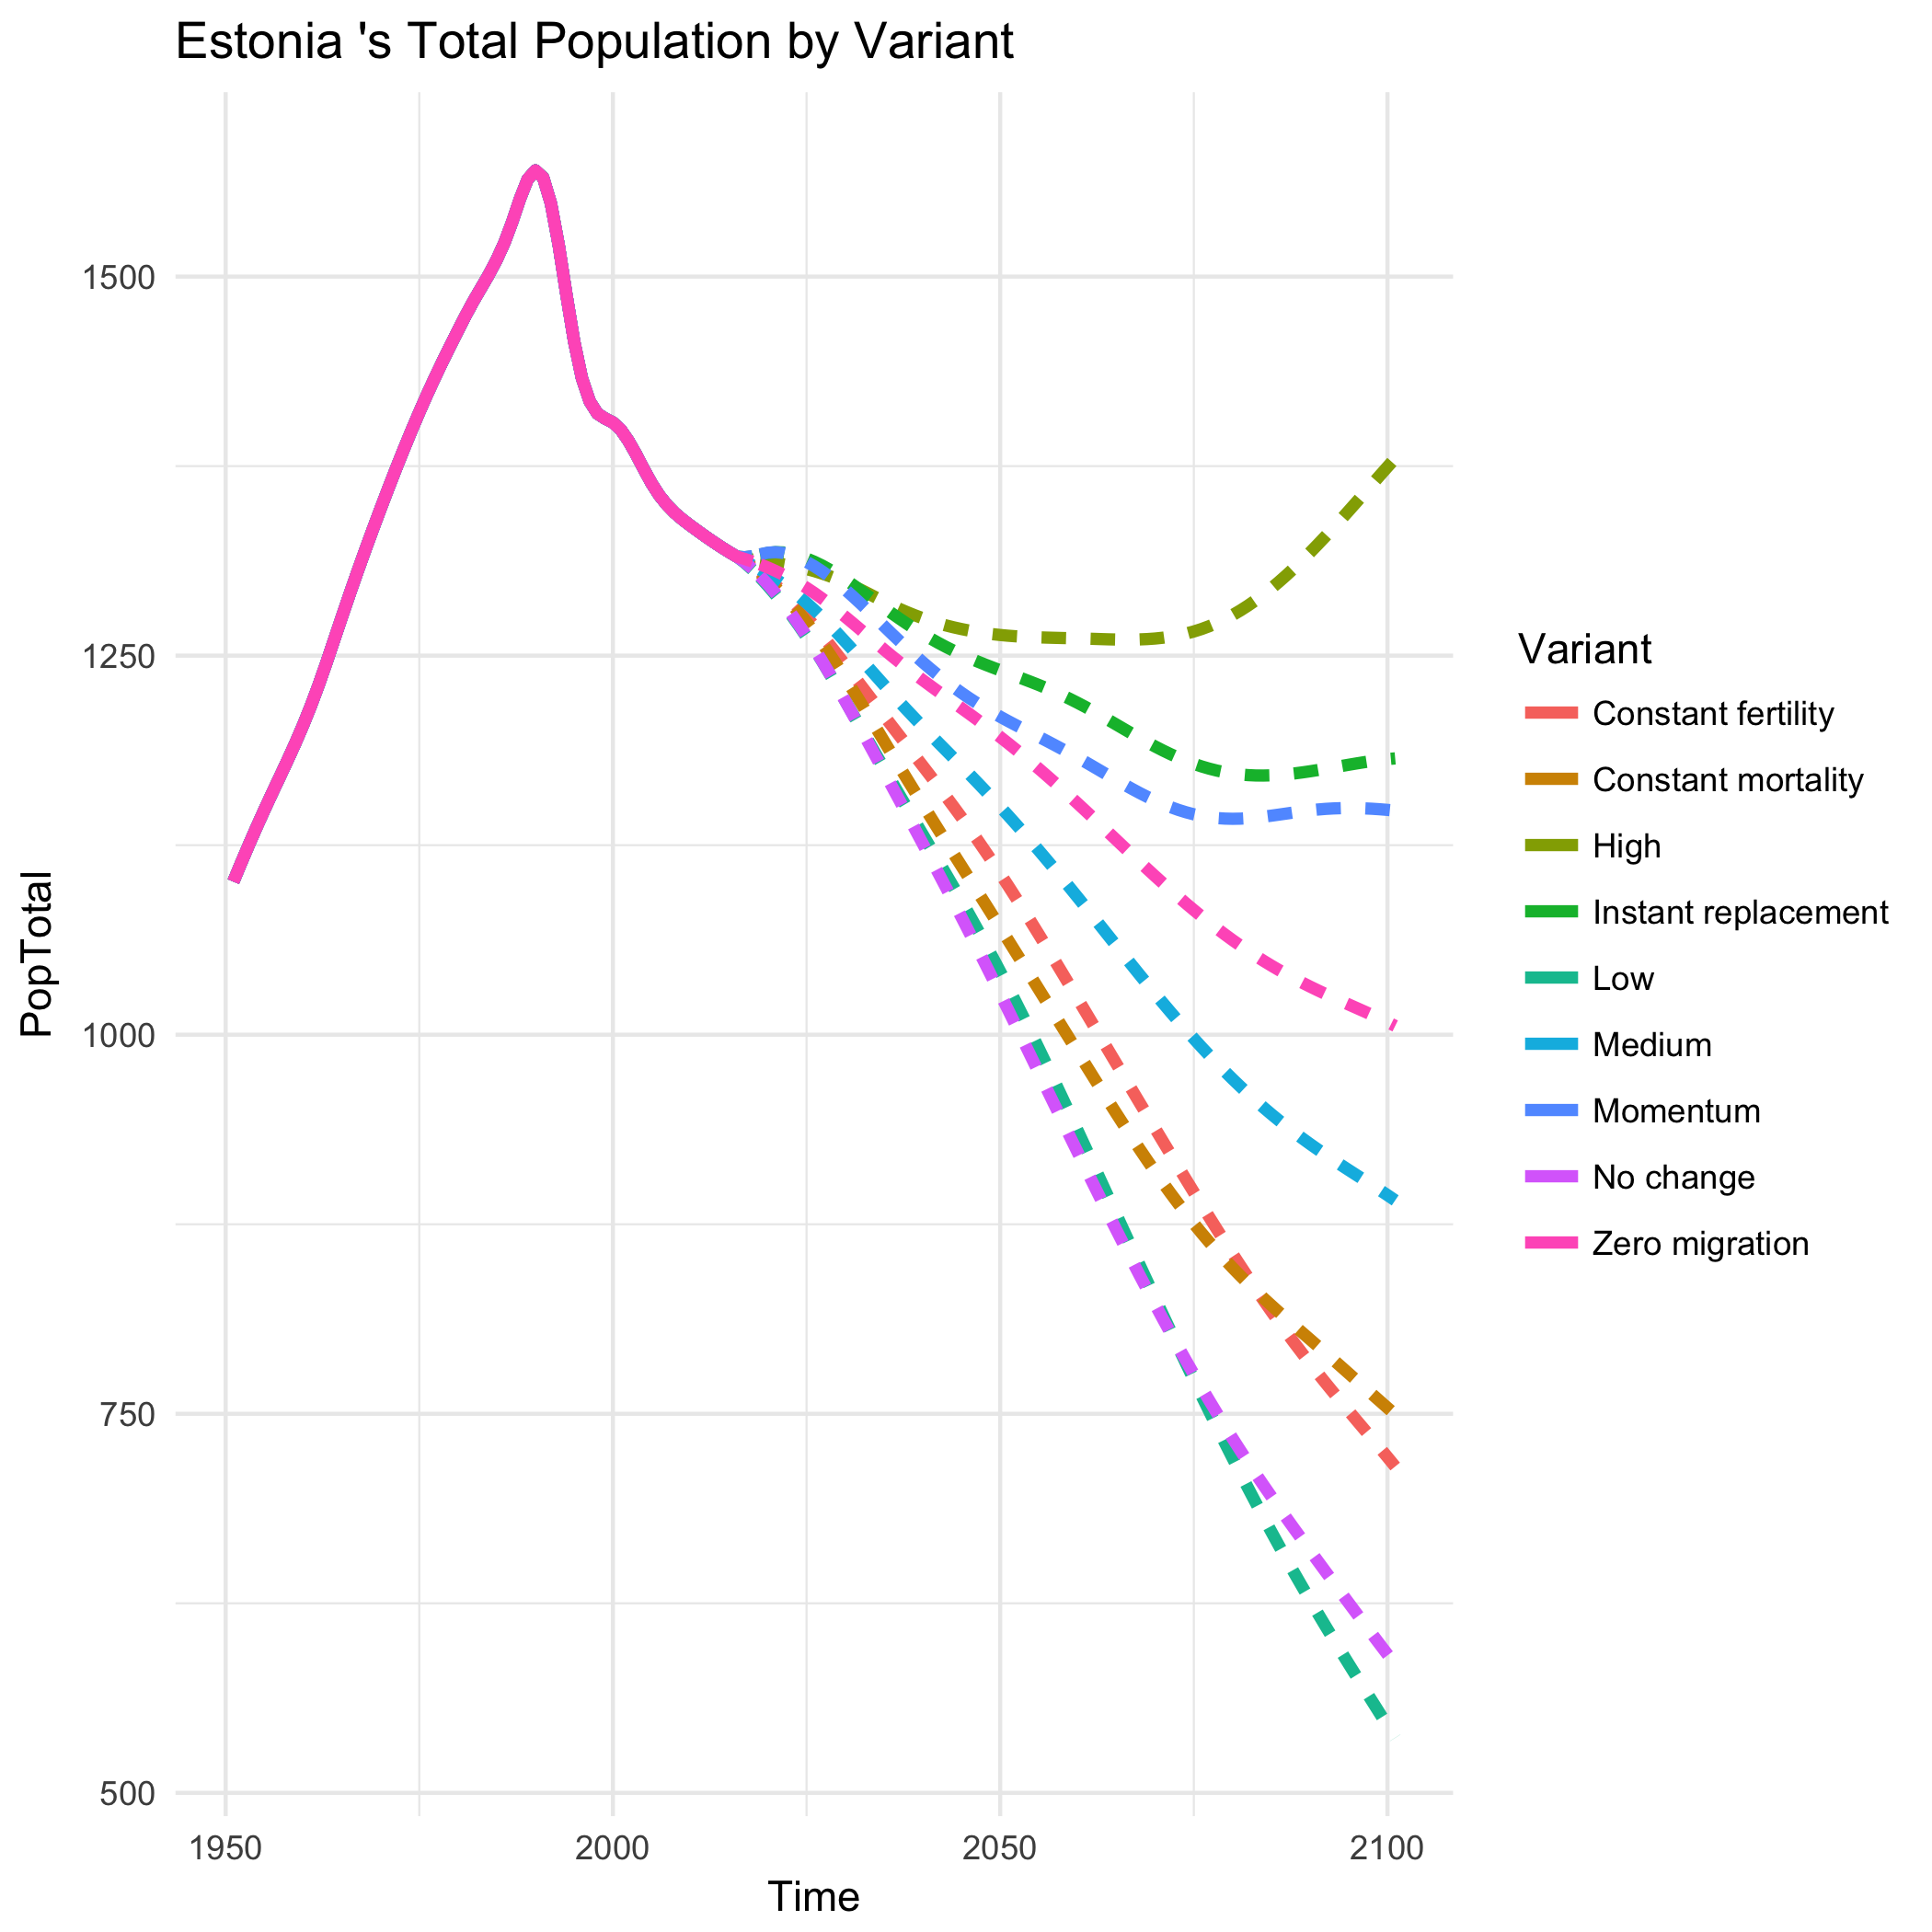 Estonia 's Total Population by Variant
PopTotal
1500
1250
1000
750
500
1950 2000 2050 2100
Time
Variant
Constant fertility
Constant mortality
High
Instant replacement
Low
Medium
Momentum
No change
Zero migration